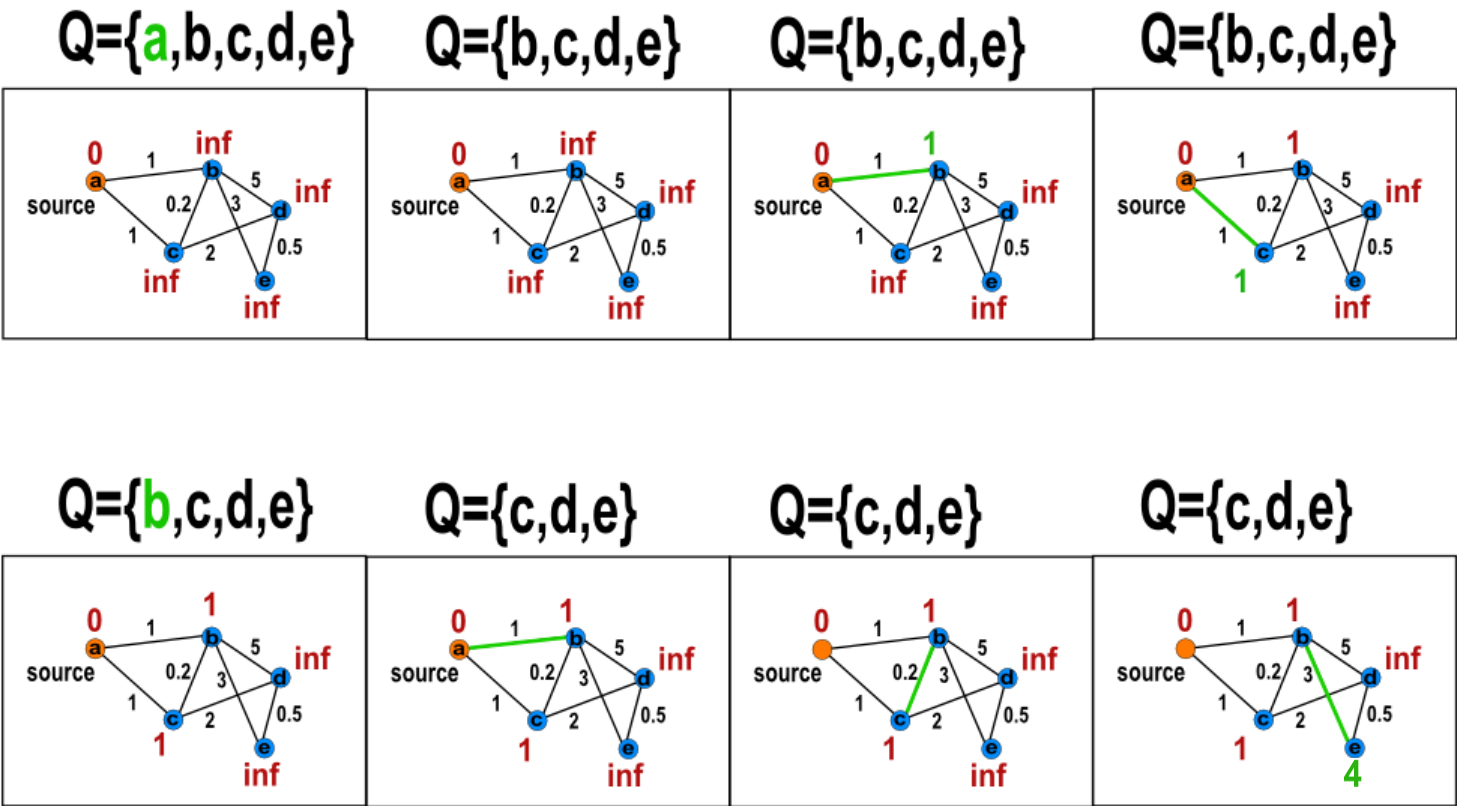 Q={a,b,c,d,e} Q={b,c,d,e} Q={b,c,d,e} Q={b,c,d,e}
0 1 inf b 5 inf a d source 0.2 3 1 c 2 0.5 e inf inf
0 1 inf b 5 inf a d source 0.2 3 1 c 2 0.5 e inf inf
0 1 1 b 5 inf a d source 0.2 3 1 c 2 0.5 e inf inf
0 1 1 b 5 inf a d source 0.2 3 1 c 2 0.5 e 1 inf
Q={b,c,d,e} Q={c,d,e} Q={c,d,e} Q={c,d,e}
0 1 1 b 5 inf a d source 0.2 3 1 c 2 0.5 e 1 inf
0 1 1 b 5 inf a d source 0.2 3 1 c 2 0.5 e 1 inf
0 1 1 b 5 inf d source 0.2 3 1 c 2 0.5 e 1 inf
0 1 1 b 5 inf d source 0.2 3 1 c 2 0.5 e 1 4